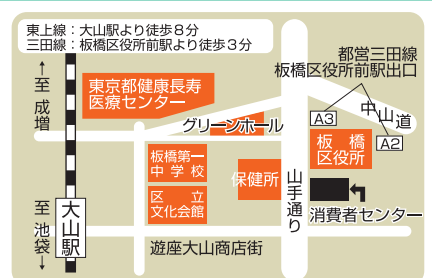 東上線：大山駅より徒歩８分
三田線：板橋区役所前駅より徒歩３分
都営三田線
板橋区役所前駅出口
←至 成増
東京都健康長寿
医療センター
グリーンホール
A3
中山道
A2
板橋
区役所
板橋第一
中学校
保健所
区立
文化会館
山手通り
消費者センター
大山駅
至 池袋→
遊座大山商店街